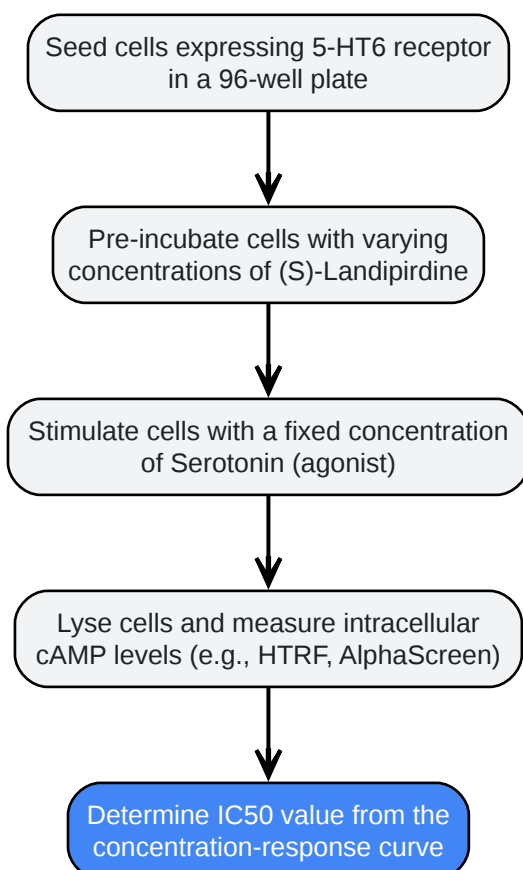 Seed cells expressing 5-HT6 receptor
in a 96-well plate
Pre-incubate cells with varying
concentrations of (S)-Landipirdine
Stimulate cells with a fixed concentration
of Serotonin (agonist)
Lyse cells and measure intracellular
cAMP levels (e.g., HTRF, AlphaScreen)
Determine IC50 value from the
concentration-response curve